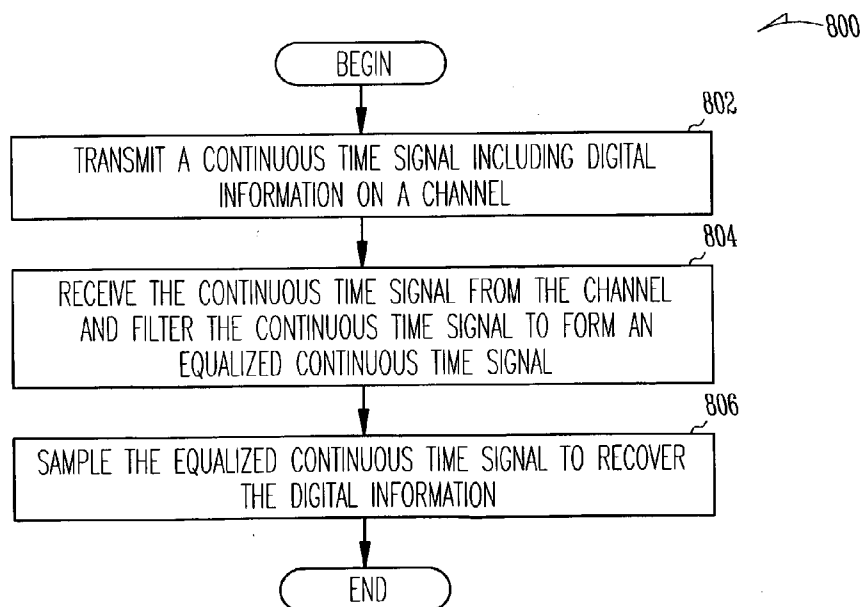 800
BEGIN
802
TRANSMIT A CONTINUOUS TIME SIGNAL INCLUDING DIGITAL
INFORMATION ON A CHANNEL
804
RECEIVE THE CONTINUOUS TIME SIGNAL FROM THE CHANNEL
AND FILTER THE CONTINUOUS TIME SIGNAL TO FORM AN
EQUALIZED CONTINUOUS TIME SIGNAL
806
SAMPLE THE EQUALIZED CONTINUOUS TIME SIGNAL TO RECOVER
THE DIGITAL INFORMATION
END